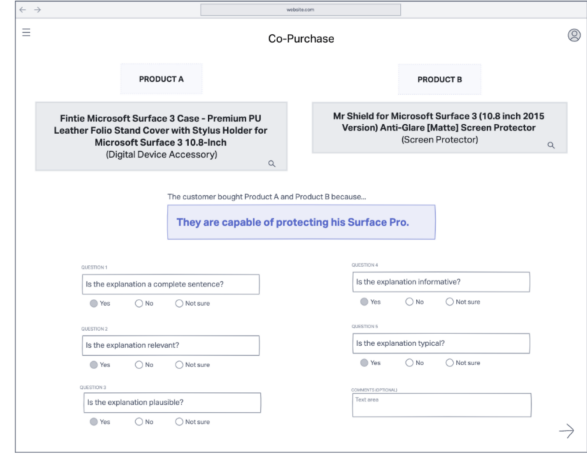 website.com
Co-Purchase
PRODUCT A
PRODUCT B
Fintie Microsoft Surface 3 Case - Premium PU
Leather Folio Stand Cover with Stylus Holder for
Microsoft Surface 3 10.8-Inch
(Digital Device Accessory)
Mr Shield for Microsoft Surface 3 (10.8 inch 2015
Version) Anti-Glare [Matte] Screen Protector
(Screen Protector)
The customer bought Product A and Product B because...
They are capable of protecting his Surface Pro.
QUESTION 1
Is the explanation a complete sentence?
Yes No Not sure
QUESTION 2
Is the explanation relevant?
Yes No Not sure
QUESTION 3
Is the explanation plausible?
Yes No Not sure
QUESTION 4
Is the explanation informative?
Yes No Not sure
QUESTION 5
Is the explanation typical?
Yes No Not sure
COMMENTS (OPTIONAL)
Text area